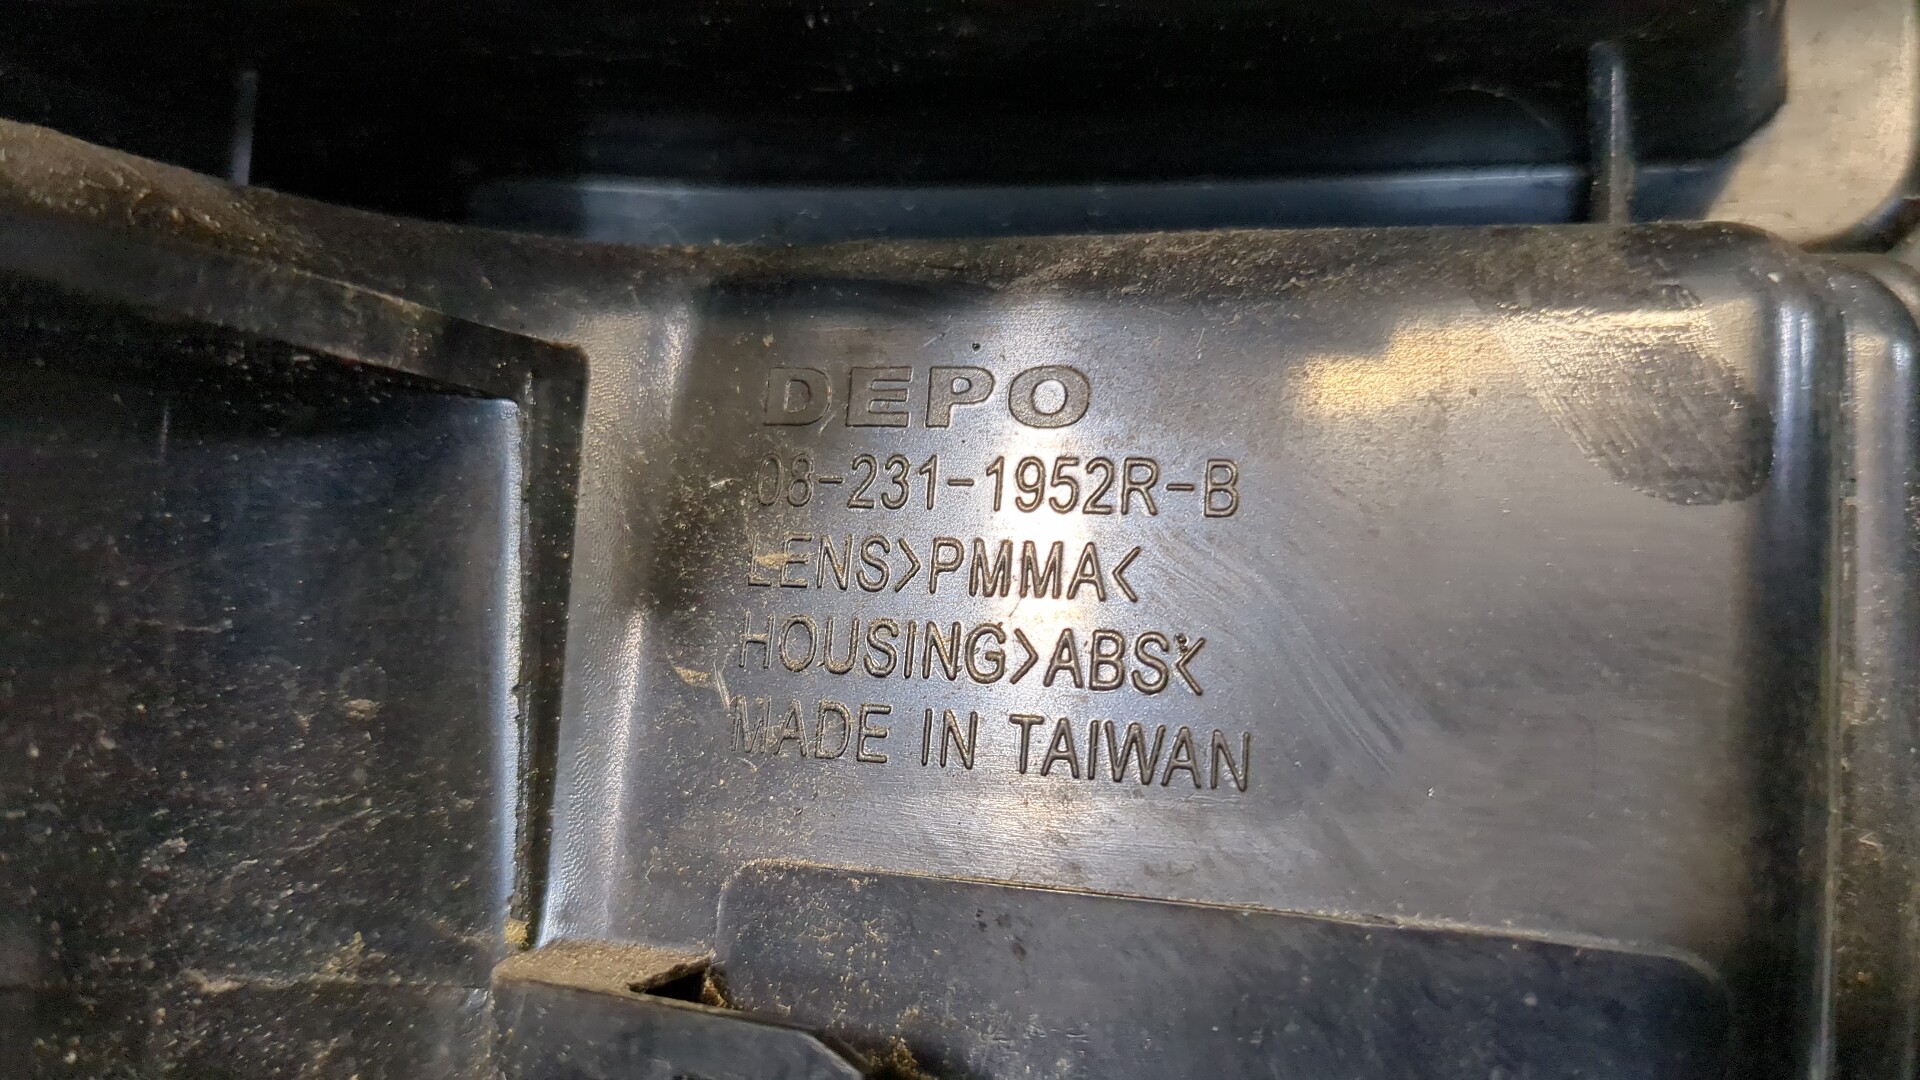 DEPO
08-231-1952R-B
LENS>PMMA<
HOUSING>ABS<
MADE IN TAIWAN